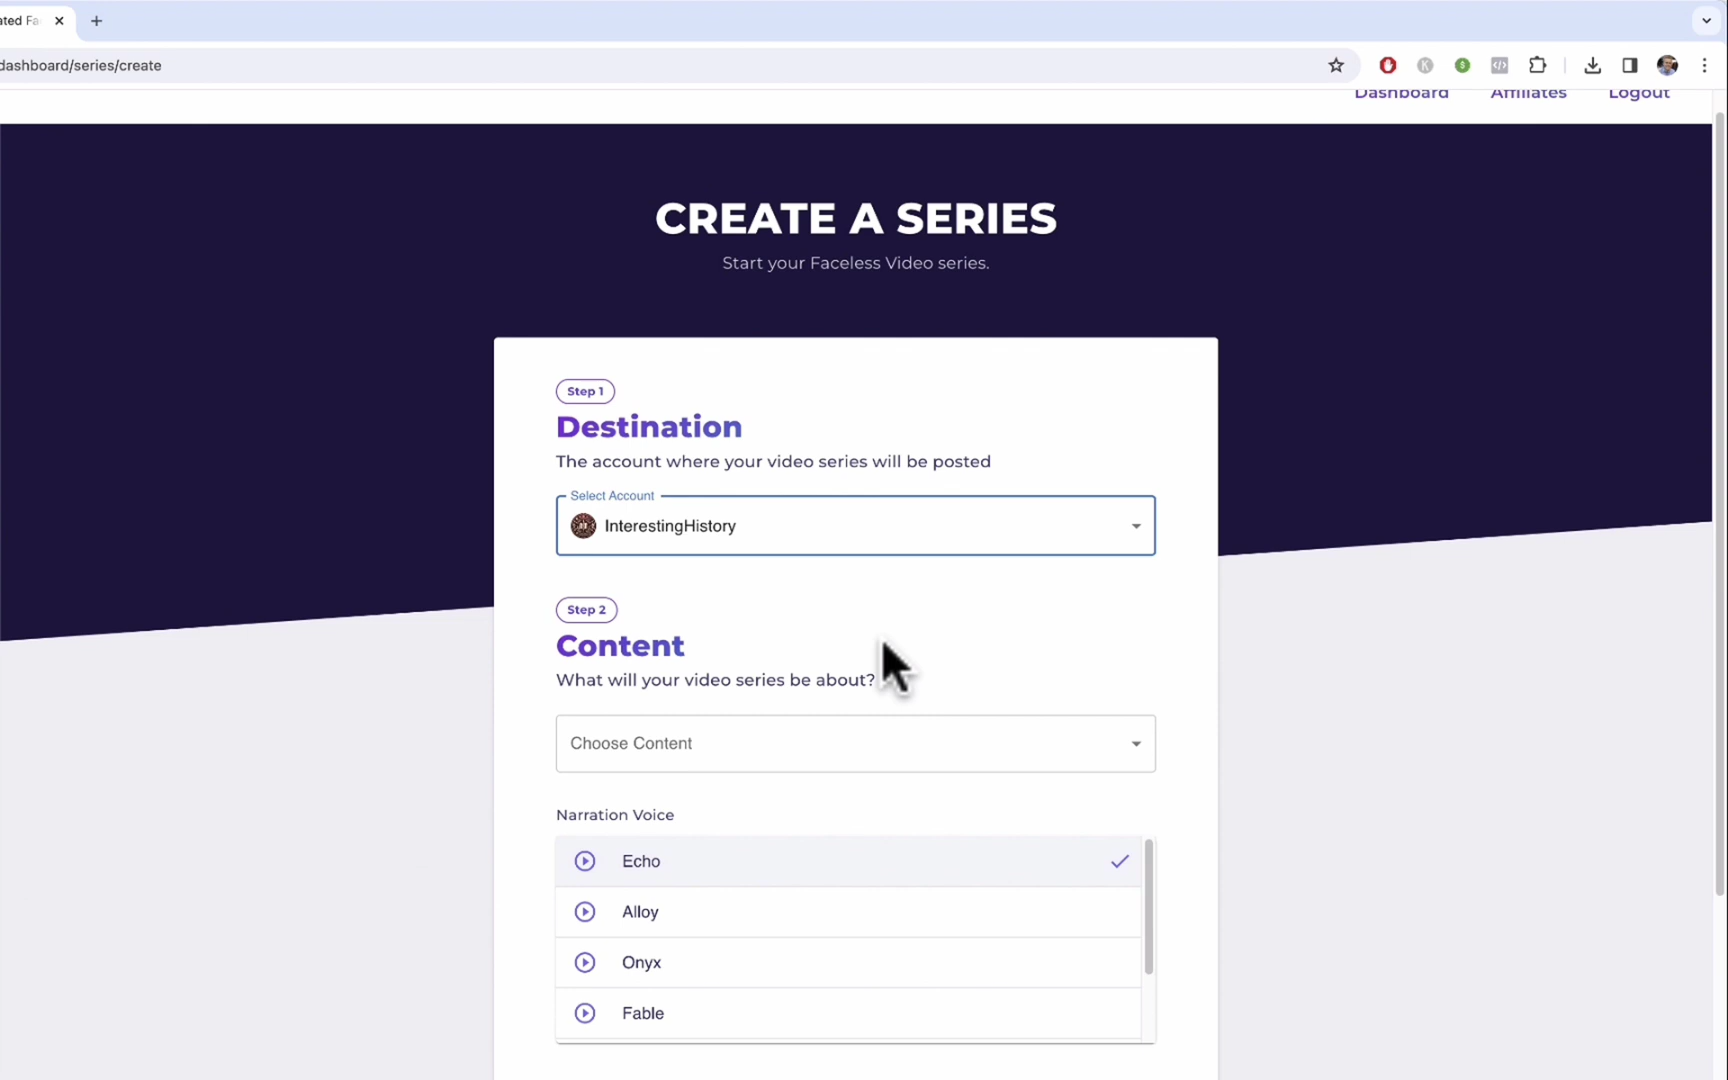 ated Fa
dashboard/series/create
Dashboard Affiliates Logout
CREATE A SERIES
Start your Faceless Video series.
Step 1
Destination
The account where your video series will be posted
Select Account
InterestingHistory
Step 2
Content
What will your video series be about?
Choose Content
Narration Voice
Echo
Alloy
Onyx
Fable